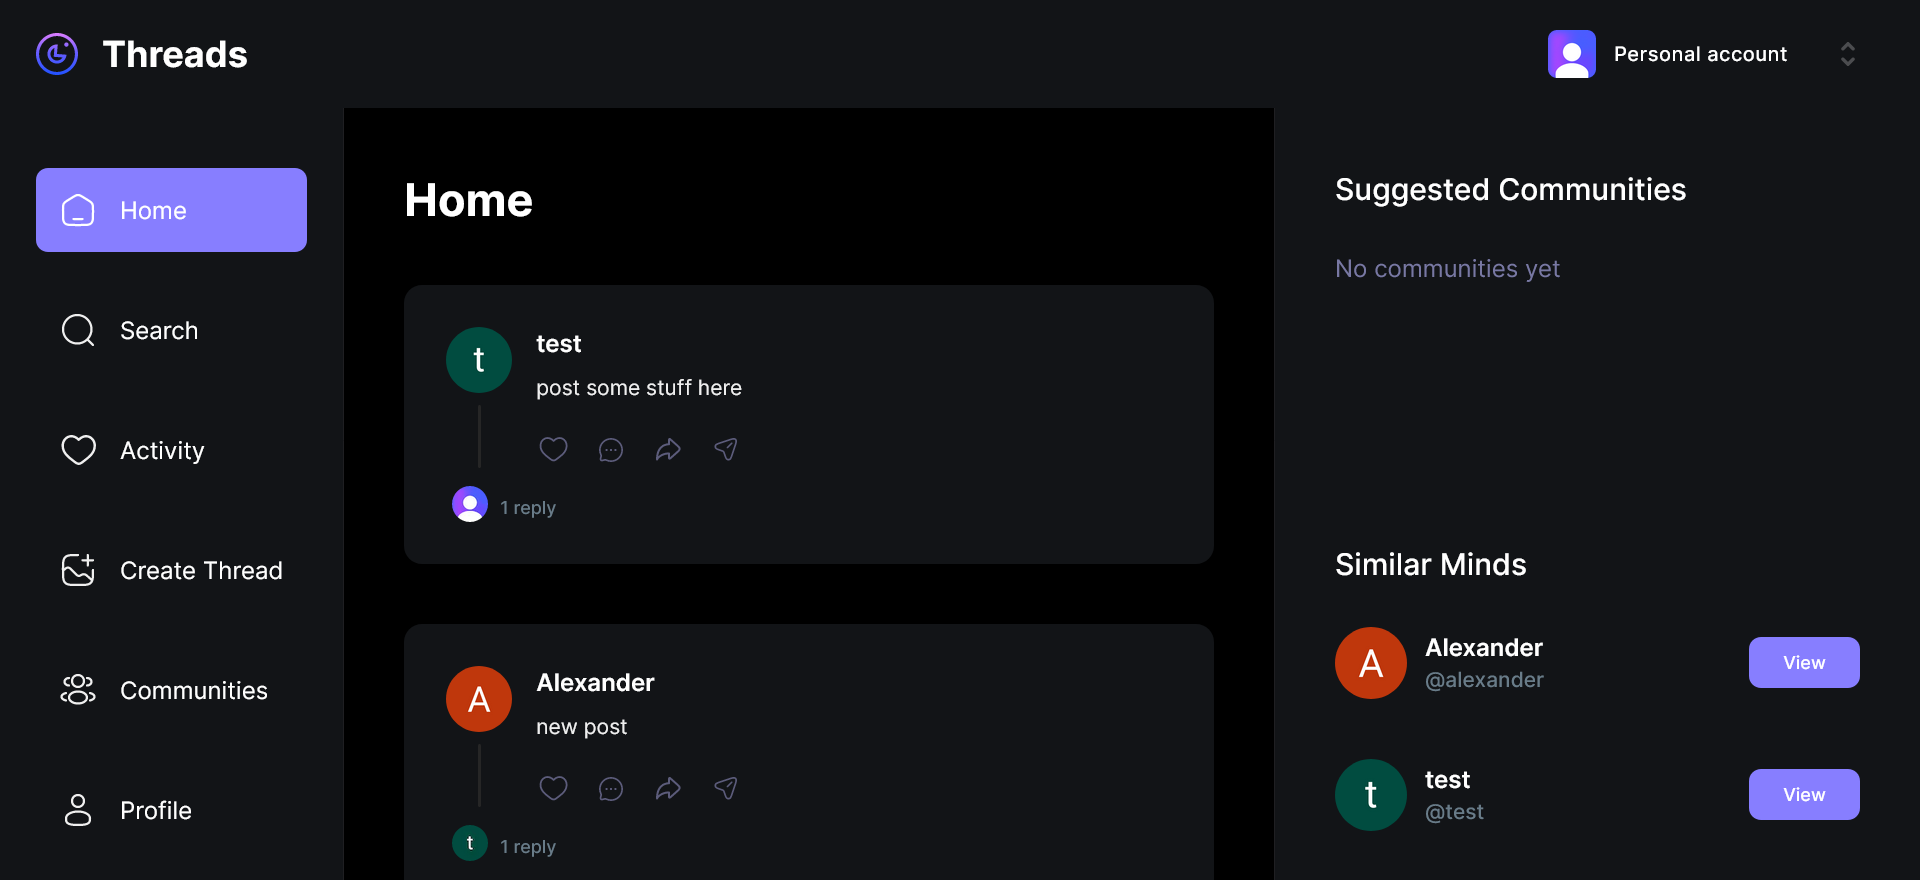 Threads
Personal account
Home
Search
Activity
Create Thread
Communities
Profile
Home
t
test
post some stuff here
1 reply
A
Alexander
new post
t
1 reply
Suggested Communities
No communities yet
Similar Minds
A
Alexander
@alexander
View
t
test
@test
View